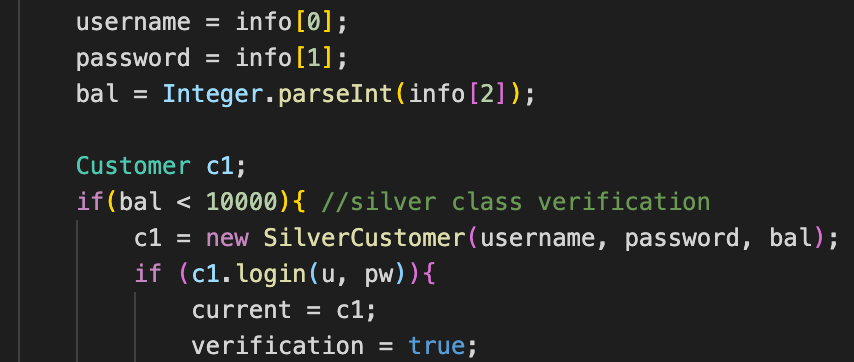 username = info[0];
password = info[1];
bal = Integer.parseInt(info[2]);
Customer c1;
if(bal < 10000){ //silver class verification
c1 = new SilverCustomer(username, password, bal);
if (c1.login(u, pw)){
current = c1;
verification = true;